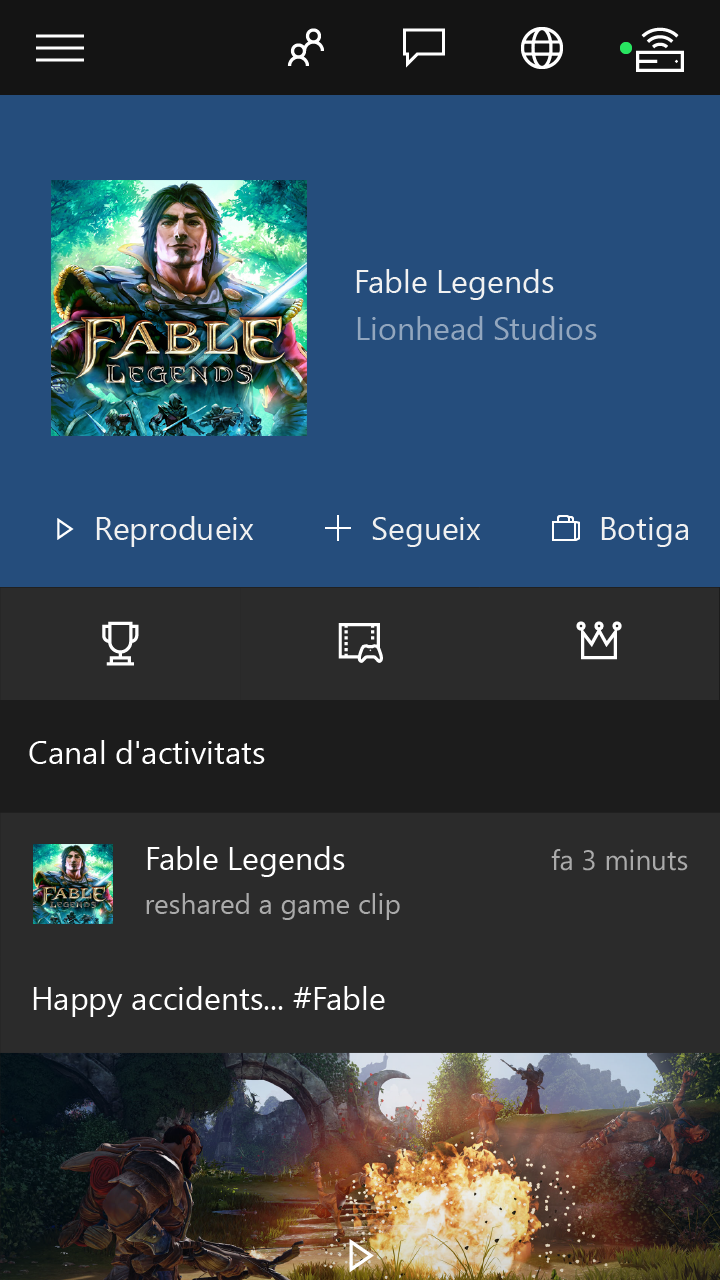 FABLE
LEGENDS
Fable Legends
Lionhead Studios
Reprodueix
Segueix
Botiga
Canal d'activitats
FABLE
LEGENDS
Fable Legends
fa 3 minuts
reshared a game clip
Happy accidents... #Fable